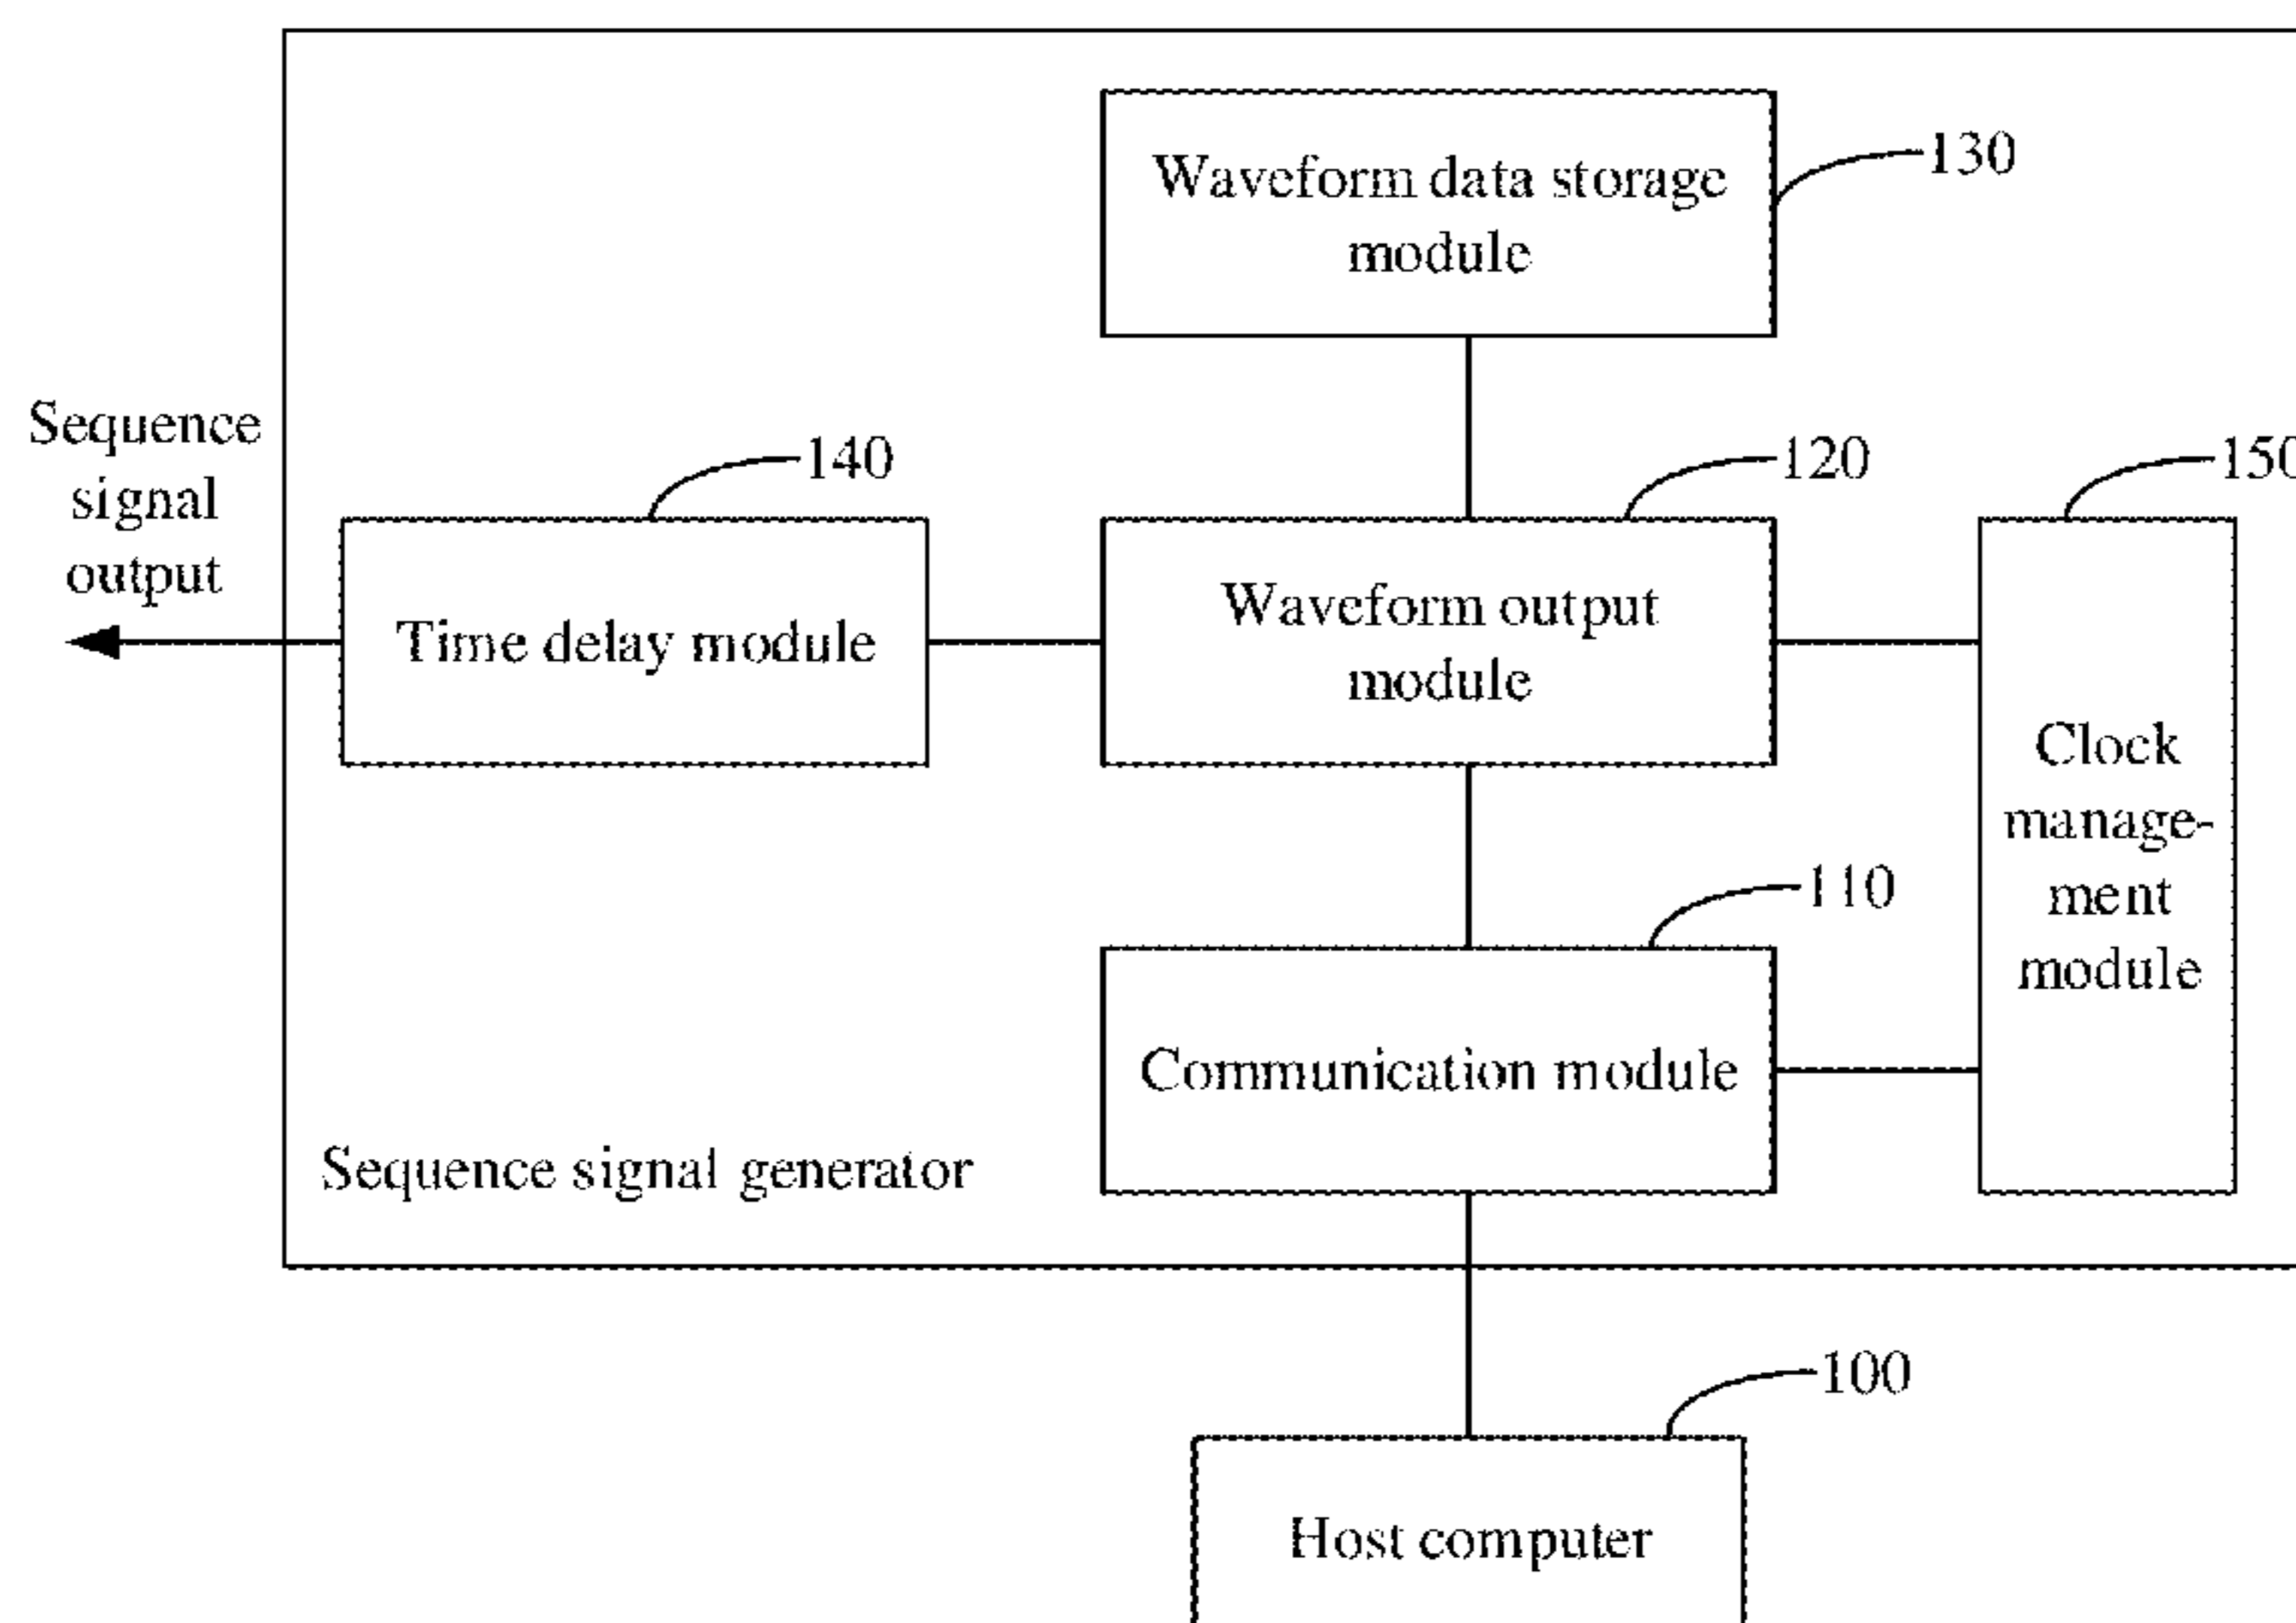 Waveform data storage
module
130
Sequence
signal
output
140
120
150
Time delay module
Waveform output
module
Clock
manage-
ment
module
110
Communication module
Sequence signal generator
100
Host computer